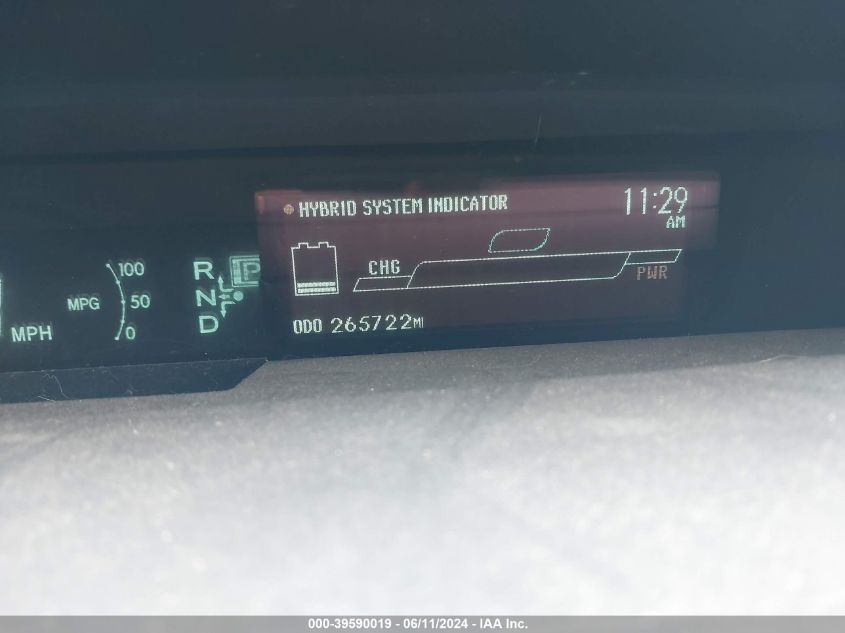 HYBRID SYSTEM INDICATOR 11:29
AM
CHG
PWR
ODO 265722MI
100
MPG 50
0
MPH
R P
N
D
000-39590019 - 06/11/2024 - IAA Inc.